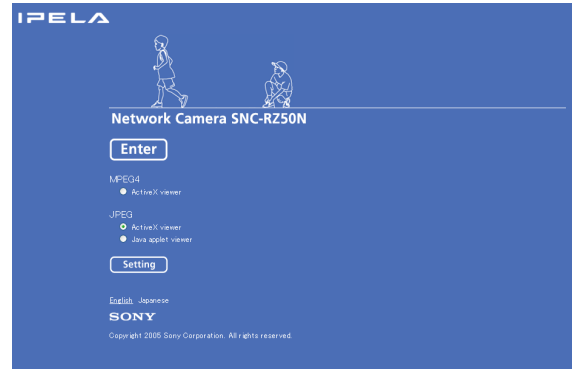 IPELA
Network Camera SNC-RZ50N
Enter
MPEG4
ActiveX viewer
JPEG
ActiveX viewer
Java applet viewer
Setting
English Japanese
SONY
Copyright 2005 Sony Corporation. All rights reserved.